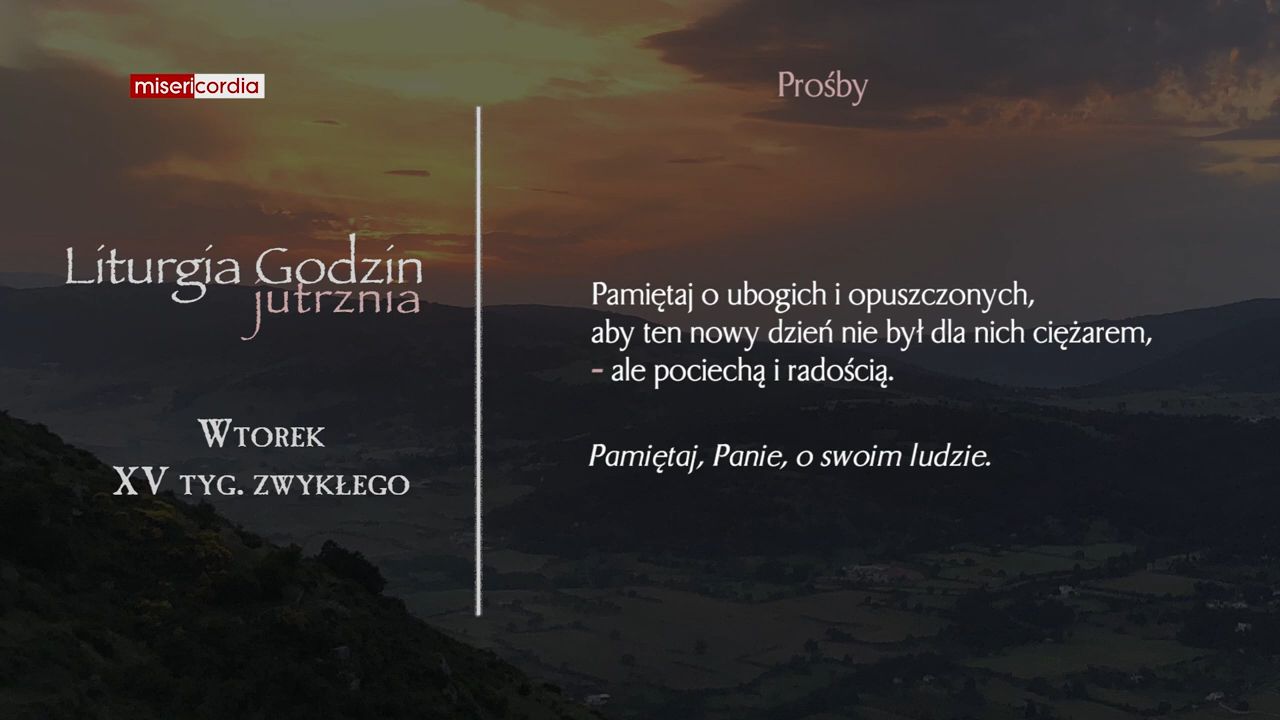 misericordia
Liturgia Godzin
jutrznia
Wtorek
XV tyg. zwykłego
Prośby
Pamiętaj o ubogich i opuszczonych,
aby ten nowy dzień nie był dla nich ciężarem,
- ale pociechą i radością.
Pamiętaj, Panie, o swoim ludzie.